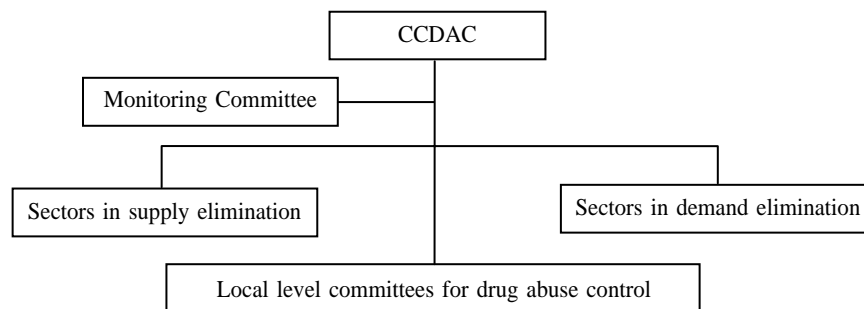 CCDAC
Monitoring Committee
Sectors in supply elimination
Sectors in demand elimination
Local level committees for drug abuse control